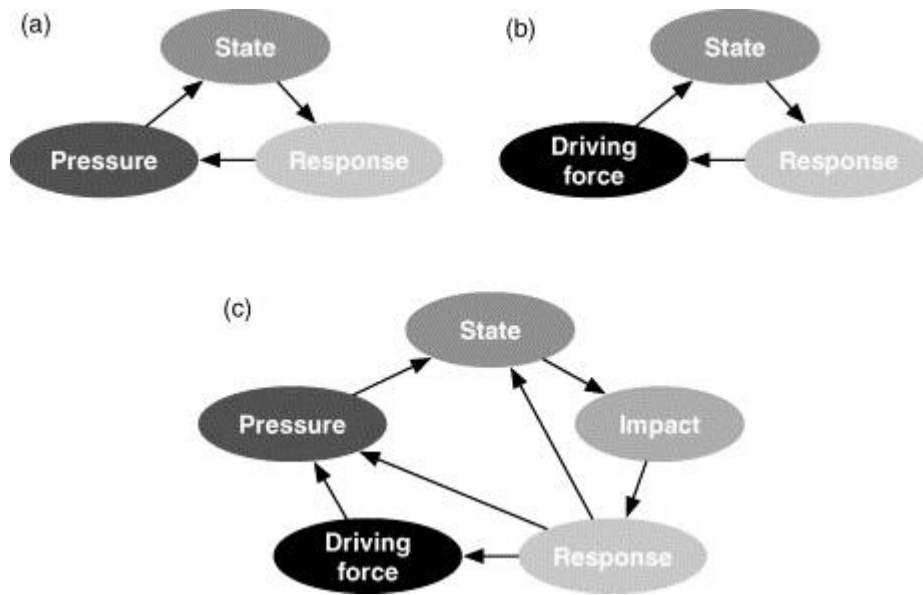 (a)
State
Pressure
Response
(b)
State
Driving
force
Response
(c)
State
Pressure
Impact
Driving
force
Response